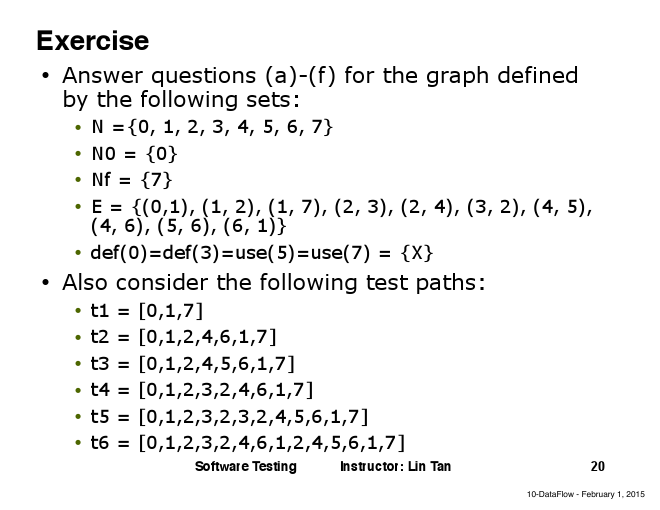 Exercise
• Answer questions (a)-(f) for the graph defined
by the following sets:
• N ={0, 1, 2, 3, 4, 5, 6, 7}
• N0 = {0}
• Nf = {7}
• E = {(0,1), (1, 2), (1, 7), (2, 3), (2, 4), (3, 2), (4, 5),
(4, 6), (5, 6), (6, 1)}
• def(0)=def(3)=use(5)=use(7) = {X}
• Also consider the following test paths:
• t1 = [0,1,7]
• t2 = [0,1,2,4,6,1,7]
• t3 = [0,1,2,4,5,6,1,7]
• t4 = [0,1,2,3,2,4,6,1,7]
• t5 = [0,1,2,3,2,3,2,4,5,6,1,7]
• t6 = [0,1,2,3,2,4,6,1,2,4,5,6,1,7]
Software Testing Instructor: Lin Tan 20
10-DataFlow - February 1, 2015